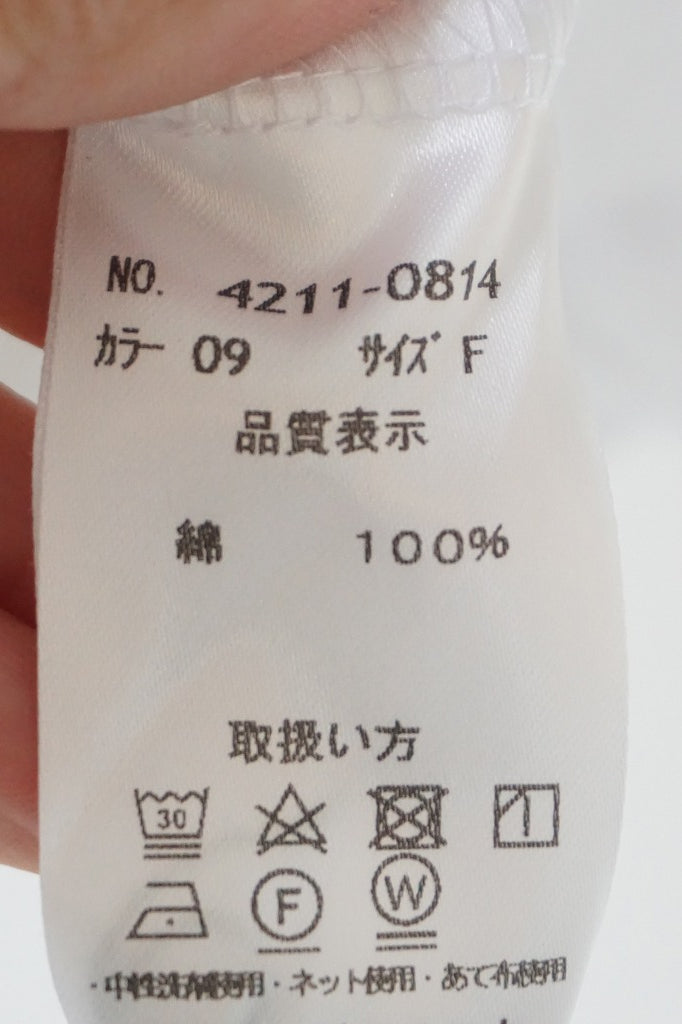 NO. 4211-0814
カラー 09 サイズ F
品質表示
綿 100%
取扱い方
30
F W
・中性洗剤使用・ネット使用・あて布使用